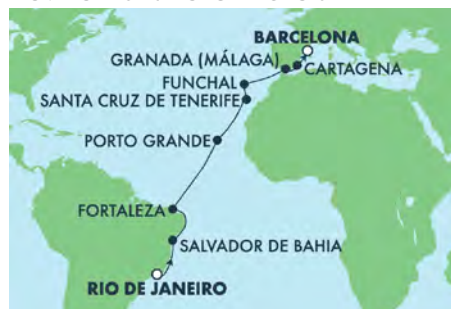 BARCELONA
GRANADA (MÁLAGA)
CARTAGENA
FUNCHAL
SANTA CRUZ DE TENERIFE
PORTO GRANDE
FORTALEZA
SALVADOR DE BAHIA
RIO DE JANEIRO